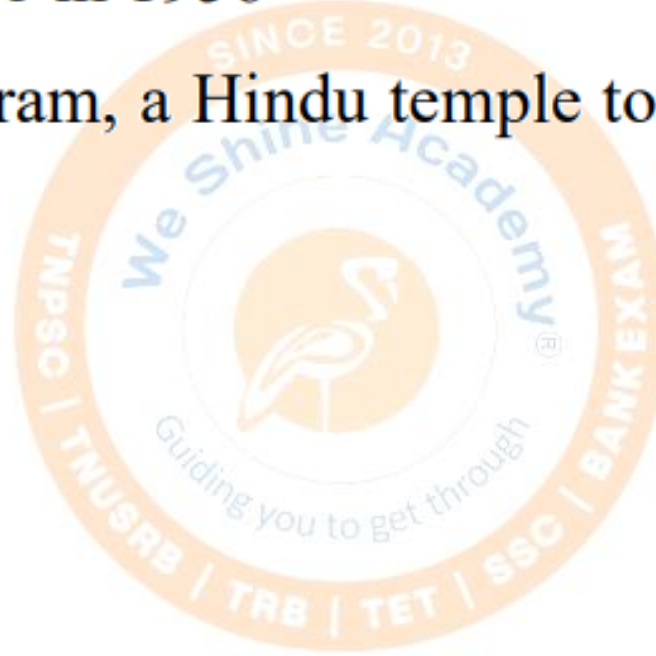 SINCE 2013
ram, a Hindu temple to
We Shine Academy®
Guiding you to get through
TNPSC | TNUSRB | TRB | TET | SSC | BANK EXAM